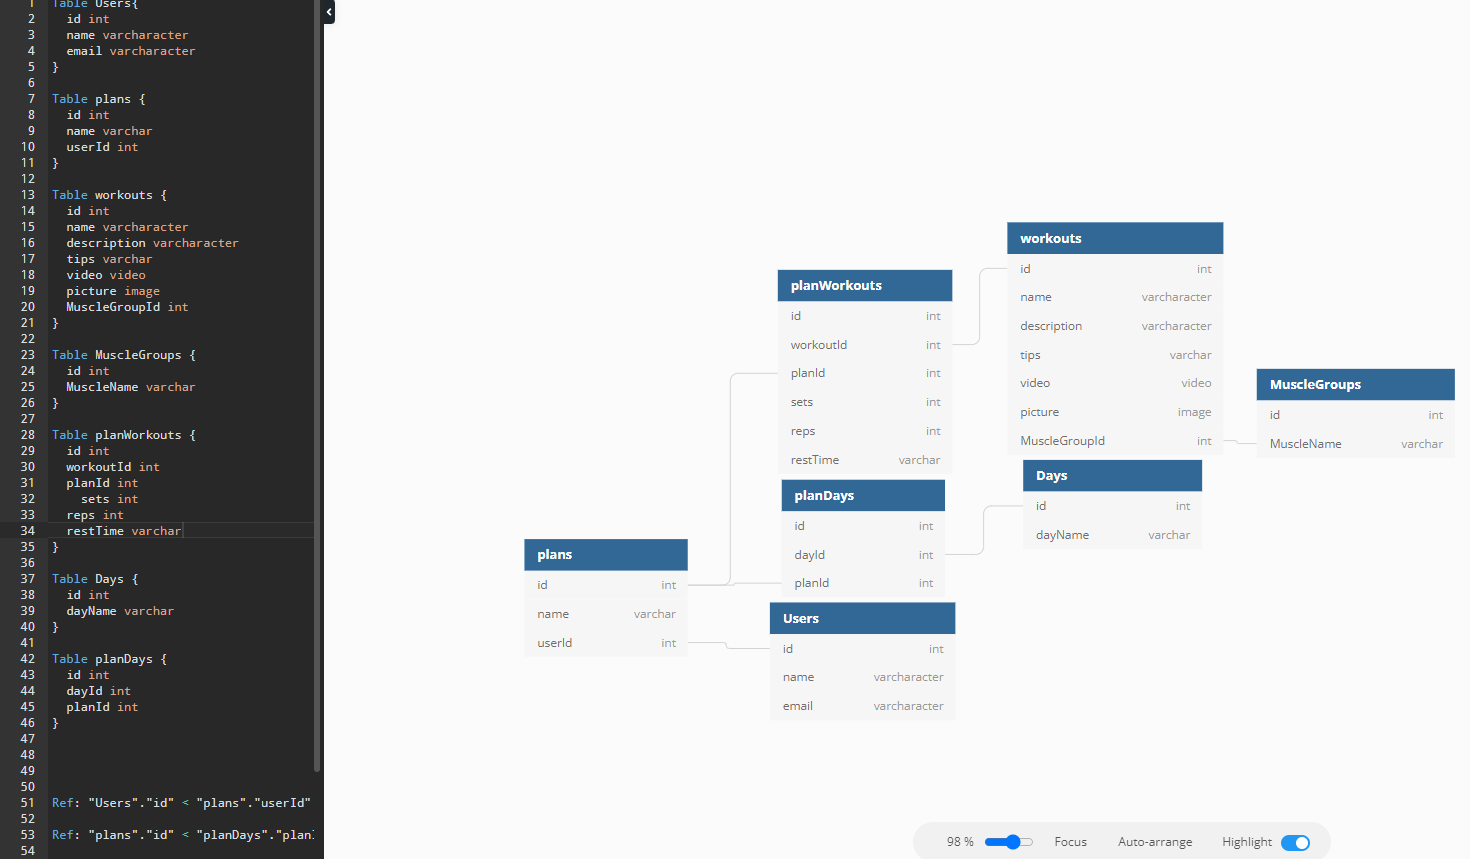 1 Table Users{
2 id int
3 name varcharacter
4 email varcharacter
5 }
6
7 Table plans {
8 id int
9 name varchar
10 userId int
11 }
12
13 Table workouts {
14 id int
15 name varcharacter
16 description varcharacter
17 tips varchar
18 video video
19 picture image
20 MuscleGroupId int
21 }
22
23 Table MuscleGroups {
24 id int
25 MuscleName varchar
26 }
27
28 Table planWorkouts {
29 id int
30 workoutId int
31 planId int
32 sets int
33 reps int
34 restTime varchar
35 }
36
37 Table Days {
38 id int
39 dayName varchar
40 }
41
42 Table planDays {
43 id int
44 dayId int
45 planId int
46 }
47
48
49
50
51 Ref: "Users"."id" < "plans"."userId"
52
53 Ref: "plans"."id" < "planDays"."planI
54
plans
id int
name varchar
userId int
planWorkouts
id int
workoutId int
planId int
sets int
reps int
restTime varchar
planDays
id int
dayId int
planId int
Users
id int
name varcharacter
email varcharacter
workouts
id int
name varcharacter
description varcharacter
tips varchar
video video
picture image
MuscleGroupId int
Days
id int
dayName varchar
MuscleGroups
id int
MuscleName varchar
98 % Focus Auto-arrange Highlight